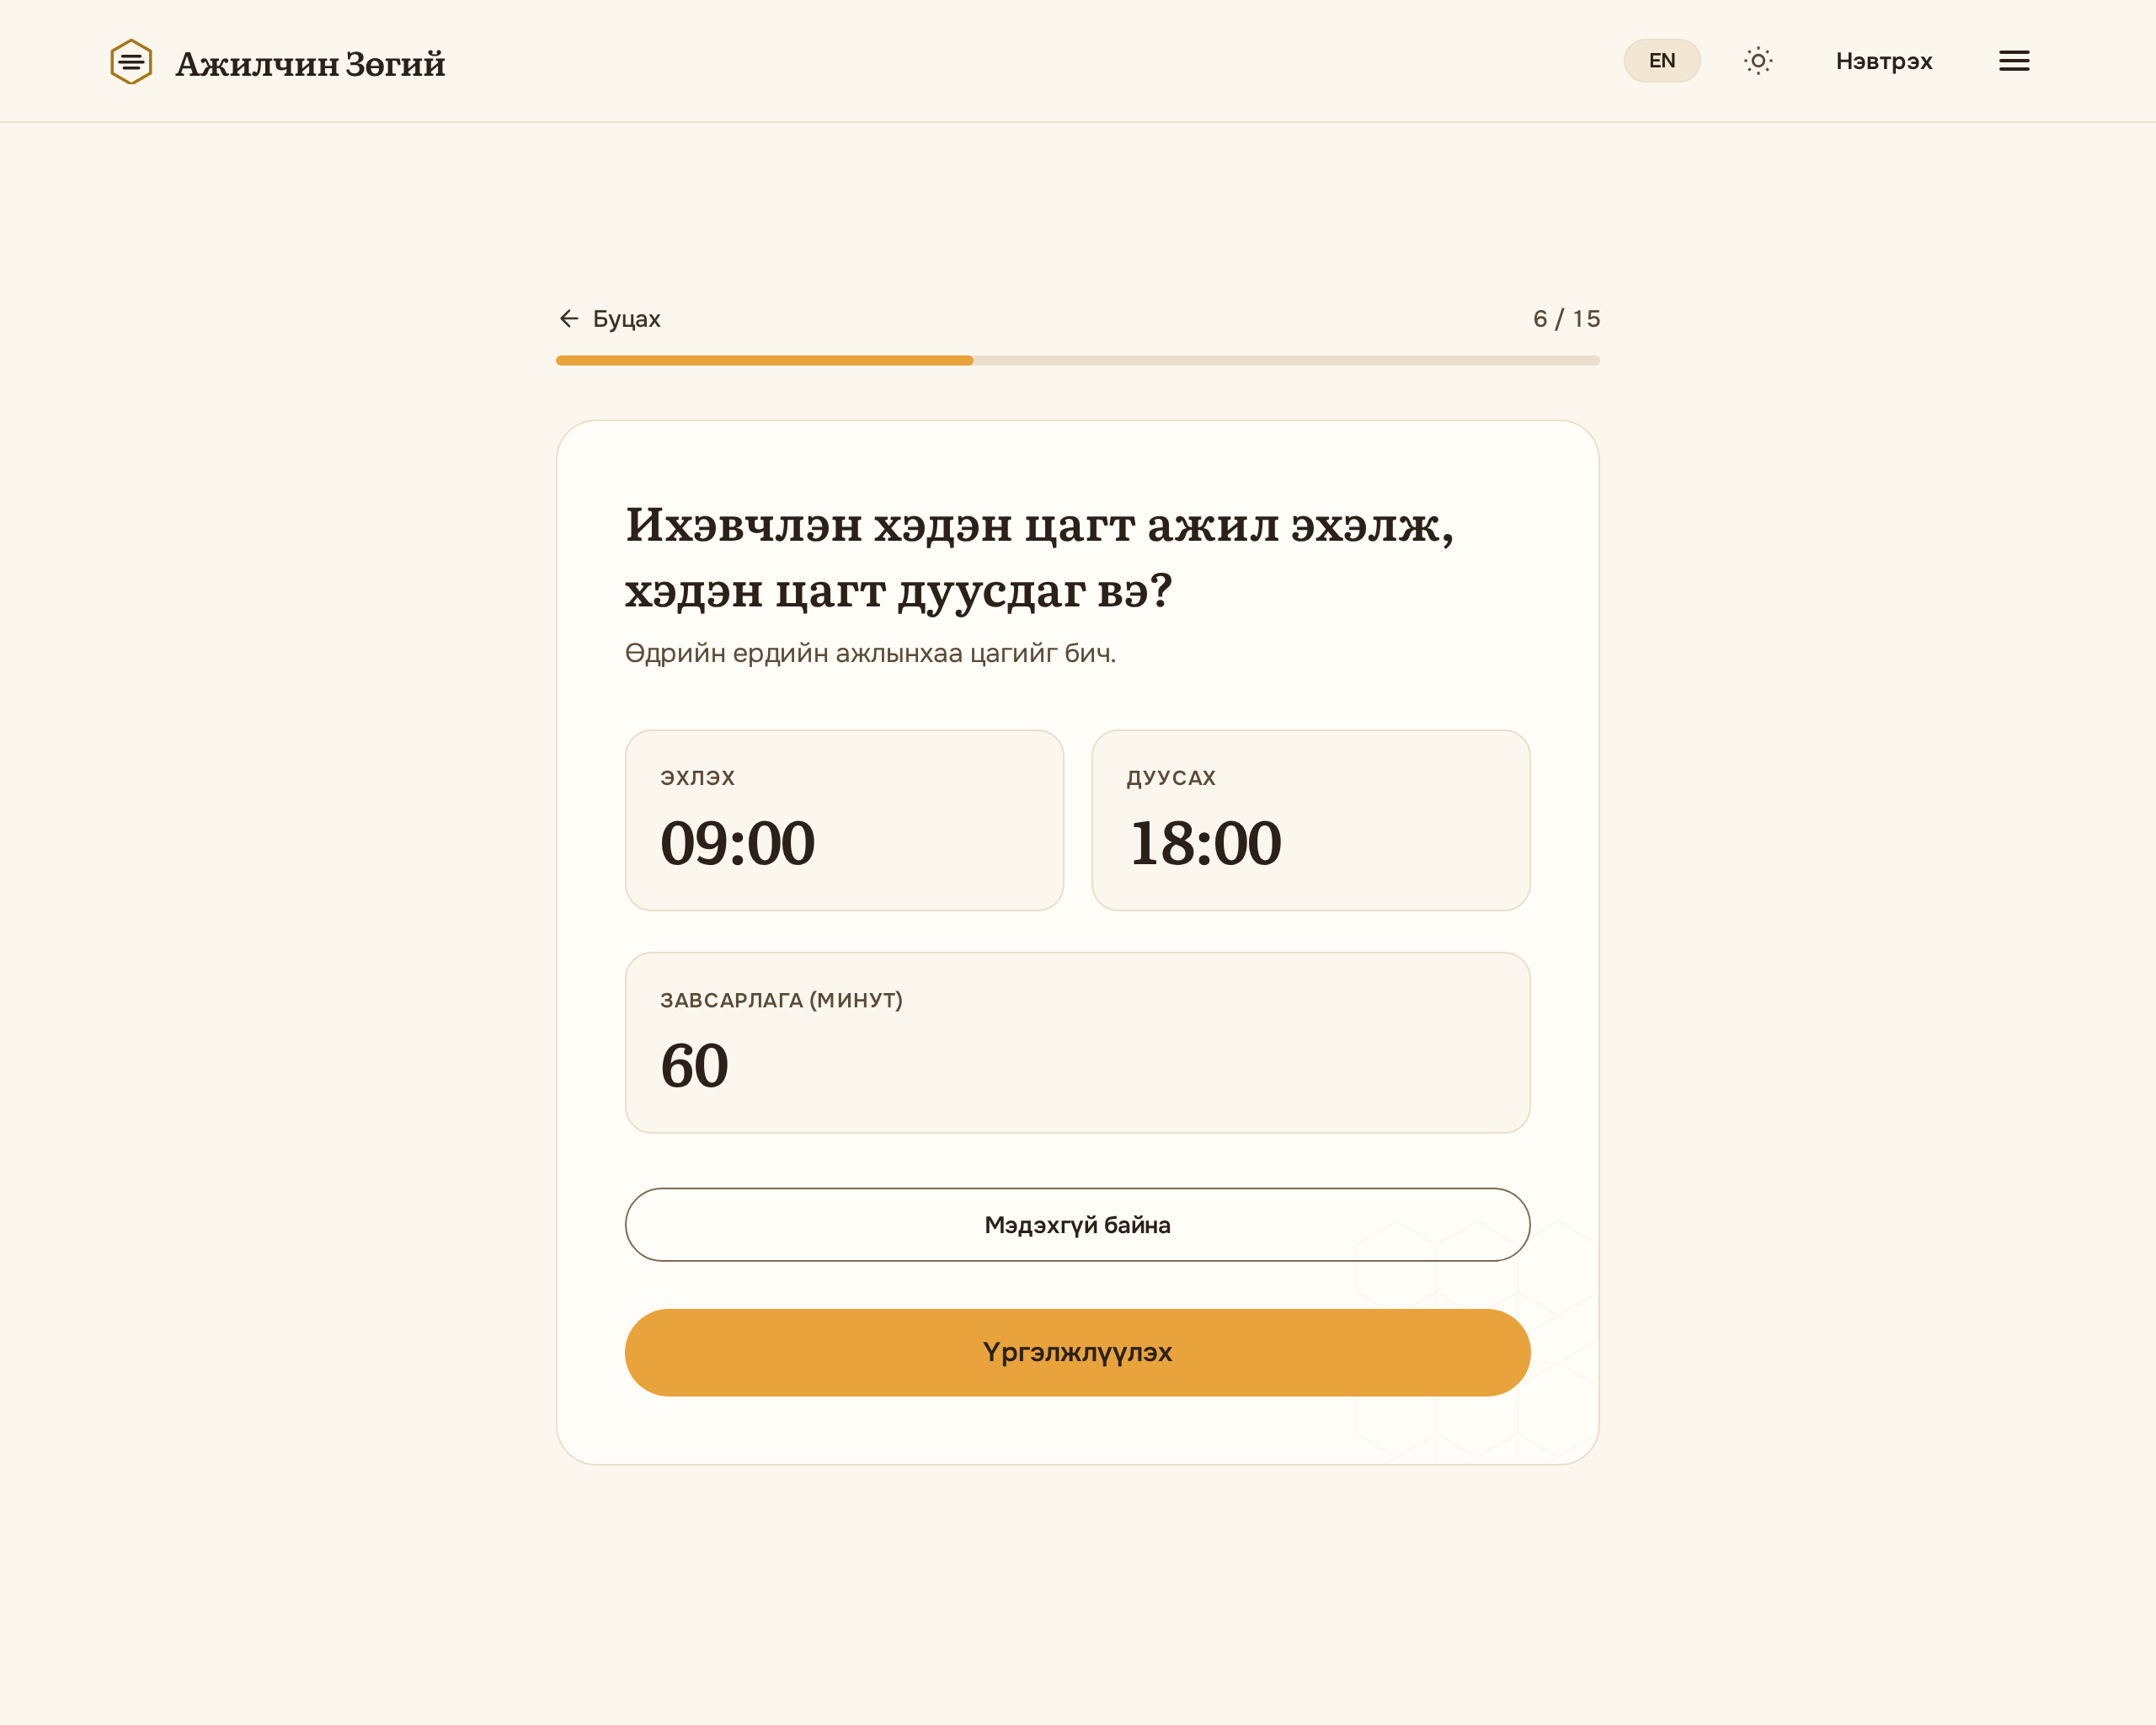 Ажилчин Зөгий
EN
Нэвтрэх
Буцах
6 / 15
Ихэвчлэн хэдэн цагт ажил эхэлж,
хэдэн цагт дуусдаг вэ?
Өдрийн ердийн ажлынхаа цагийг бич.
ЭХЛЭХ
09:00
ДУУСАХ
18:00
ЗАВСАРЛАГА (МИНУТ)
60
Мэдэхгүй байна
Үргэлжлүүлэх